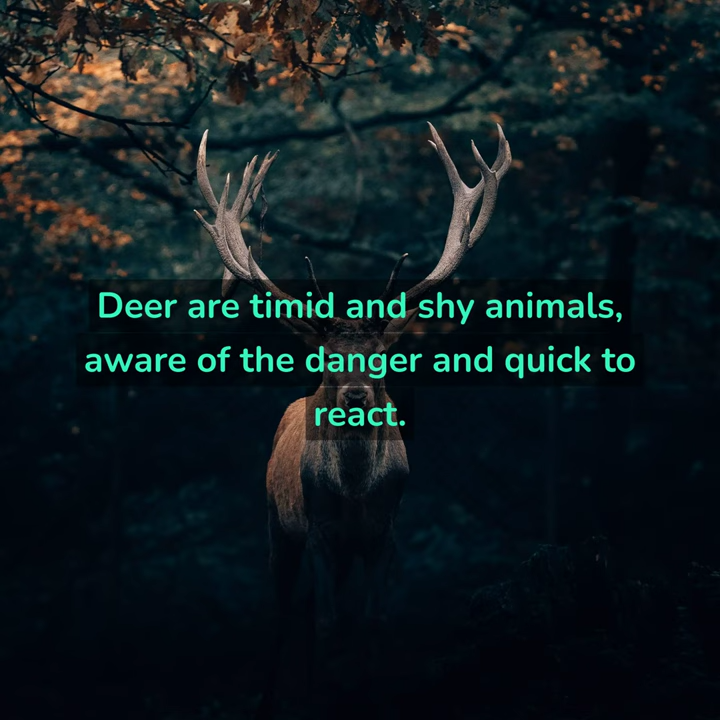 Deer are timid and shy animals,
aware of the danger and quick to
react.